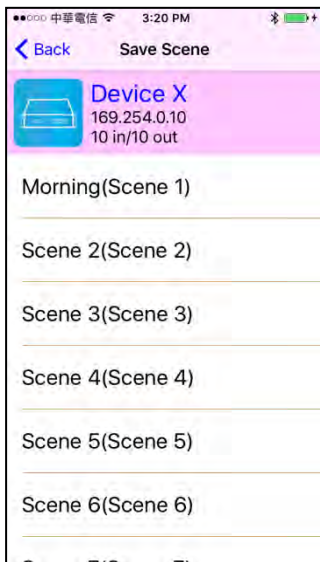 中華電信 3:20 PM
Back Save Scene
Device X
169.254.0.10
10 in/10 out
Morning(Scene 1)
Scene 2(Scene 2)
Scene 3(Scene 3)
Scene 4(Scene 4)
Scene 5(Scene 5)
Scene 6(Scene 6)